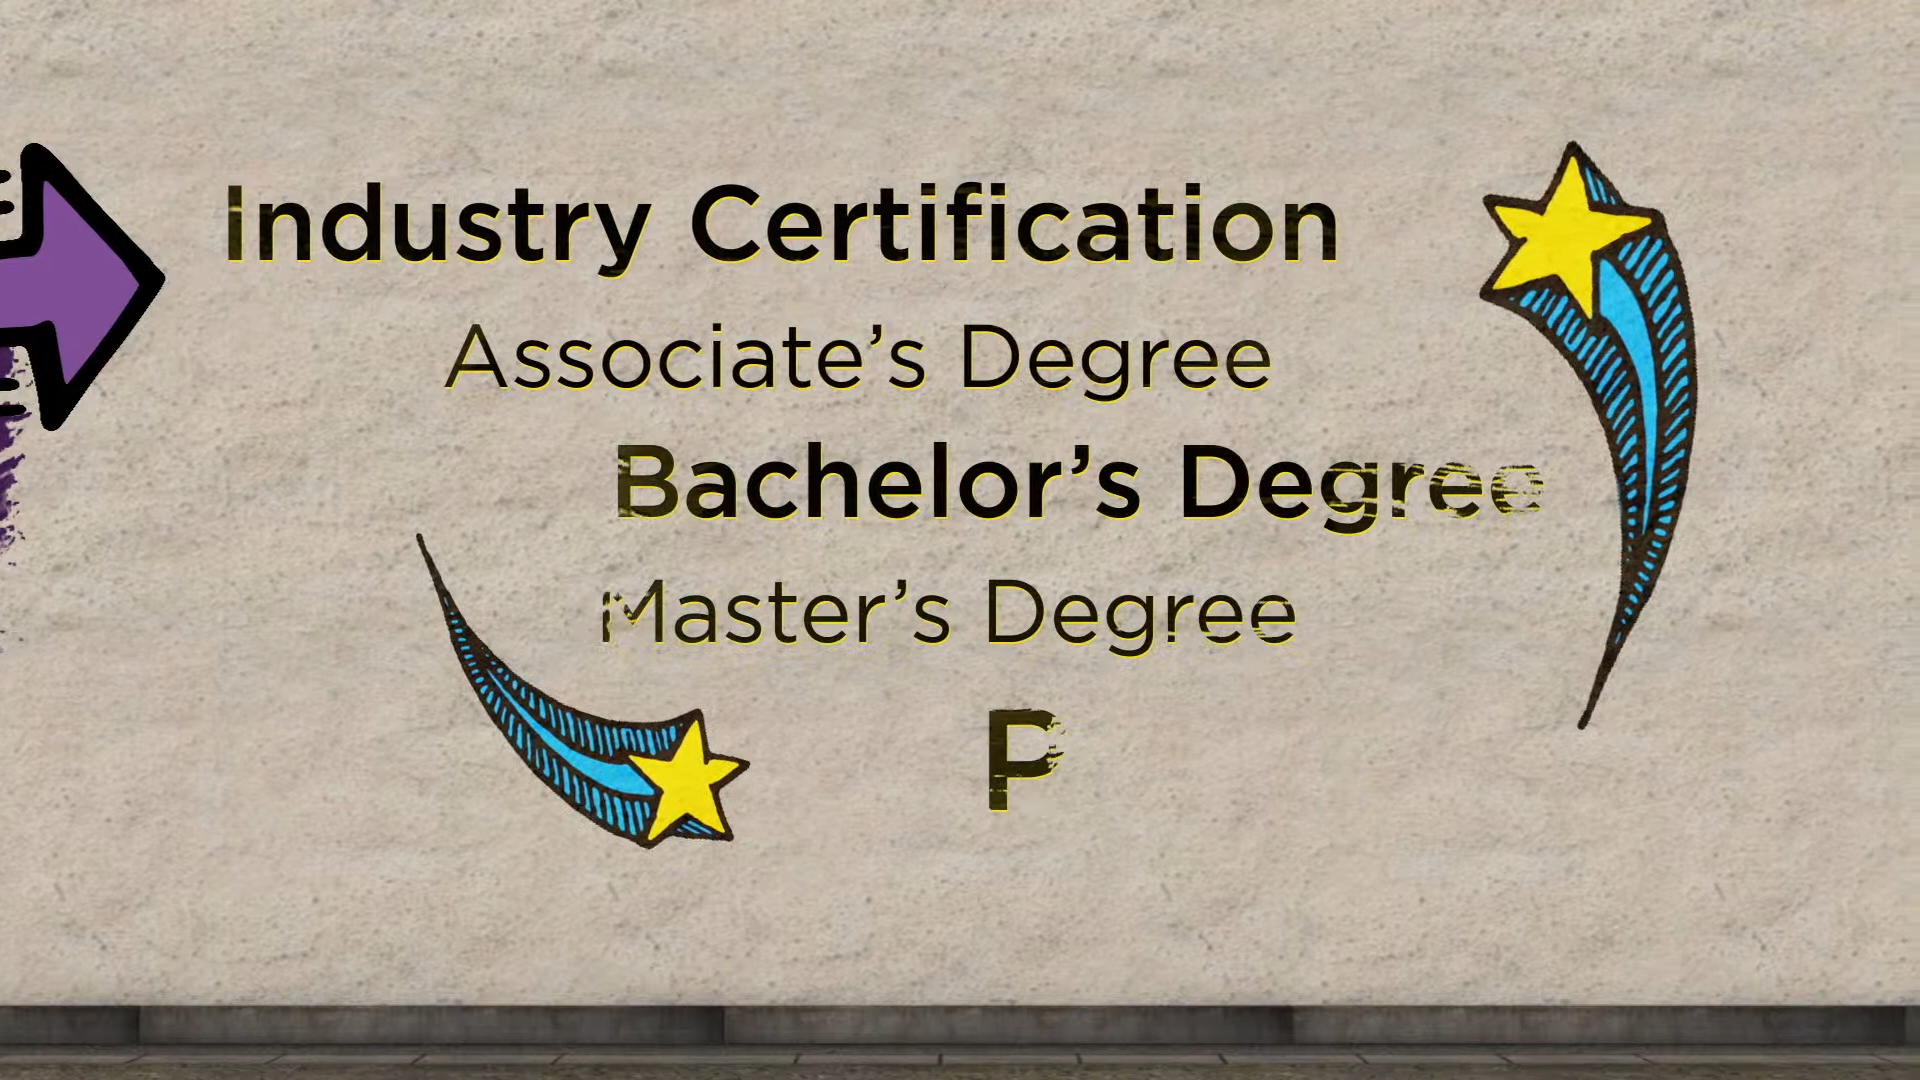 Industry Certification
Associate’s Degree
Bachelor’s Degree
Master’s Degree
P